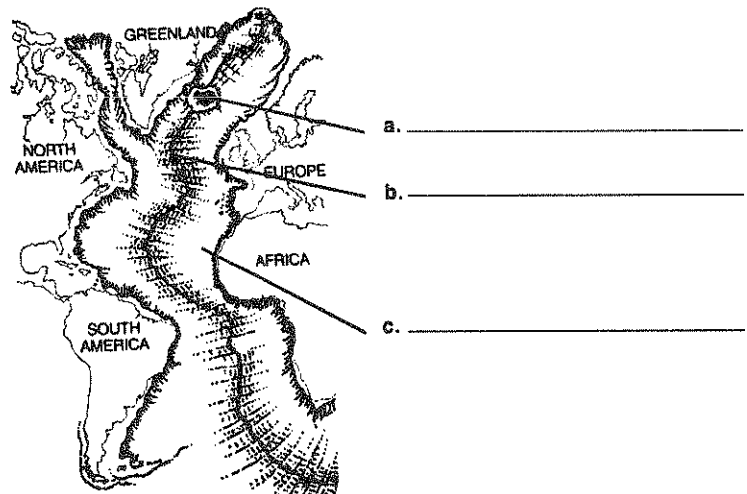 GREENLAND
a.
NORTH
AMERICA
EUROPE
b.
AFRICA
SOUTH
AMERICA
c.